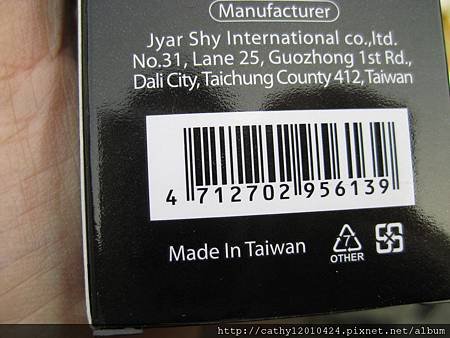 Manufacturer
Jyar Shy International co.,ltd.
No.31, Lane 25, Guozhong 1st Rd.,
Dali City, Taichung County 412,Taiwan
4 712702 956139
Made In Taiwan
7
OTHER
http://cathy12010424.pixnet.net/album